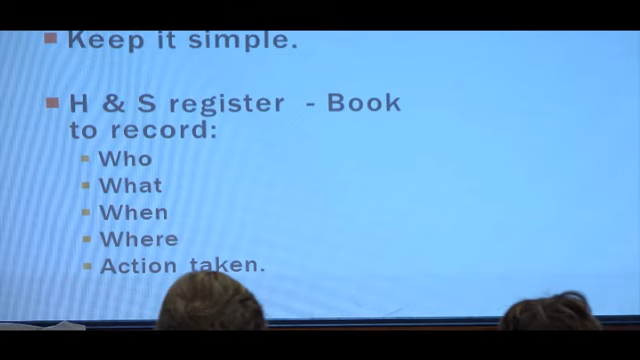 Keep it simple.
H & S register - Book
to record:
Who
What
When
Where
Action taken.